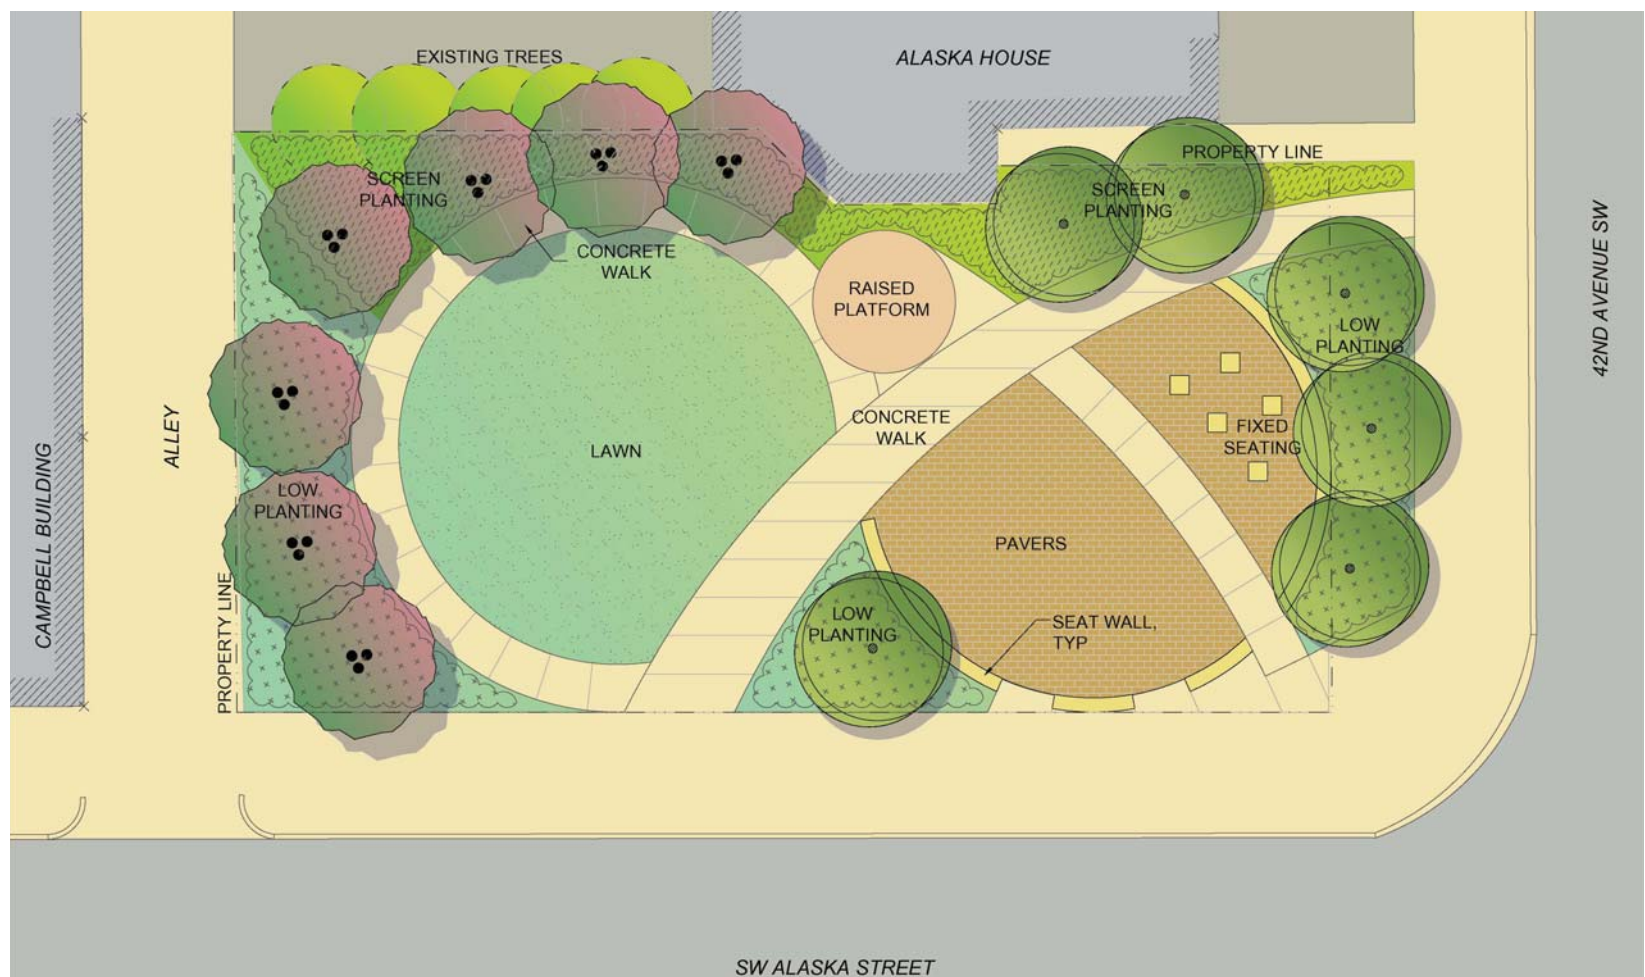 EXISTING TREES
ALASKA HOUSE
PROPERTY LINE
SCREEN
PLANTING
SCREEN
PLANTING
CONCRETE
WALK
RAISED
PLATFORM
LOW
PLANTING
42ND AVENUE SW
ALLEY
CONCRETE
WALK
FIXED
SEATING
LAWN
CAMPBELL BUILDING
LOW
PLANTING
PAVERS
PROPERTY LINE
LOW
PLANTING
SEAT WALL,
TYP
SW ALASKA STREET